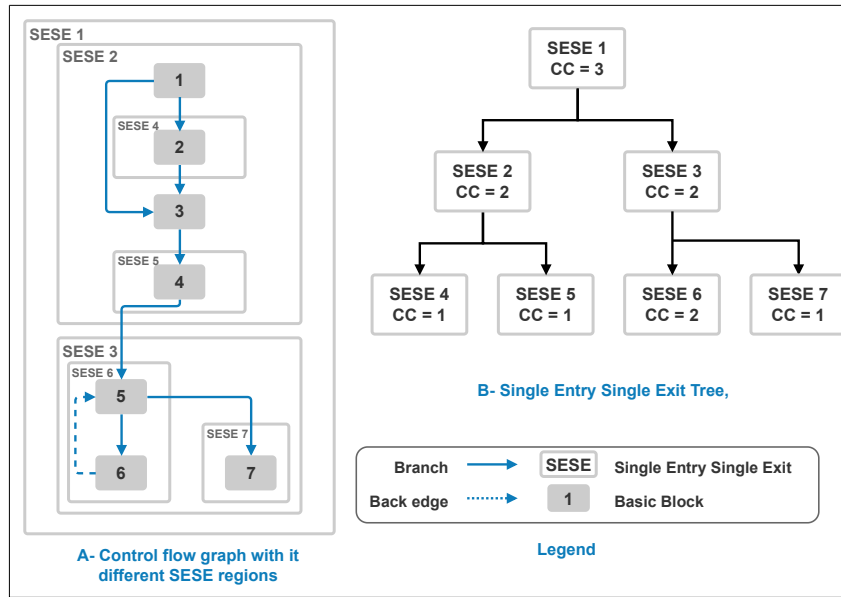 SESE 1
SESE 2
1
SESE 4
2
3
SESE 5
4
SESE 3
SESE 6
5
6
SESE 7
7
A- Control flow graph with it
different SESE regions
SESE 1
CC = 3
SESE 2
CC = 2
SESE 3
CC = 2
SESE 4
CC = 1
SESE 5
CC = 1
SESE 6
CC = 2
SESE 7
CC = 1
B- Single Entry Single Exit Tree,
Branch
SESE
Single Entry Single Exit
Back edge
1
Basic Block
Legend